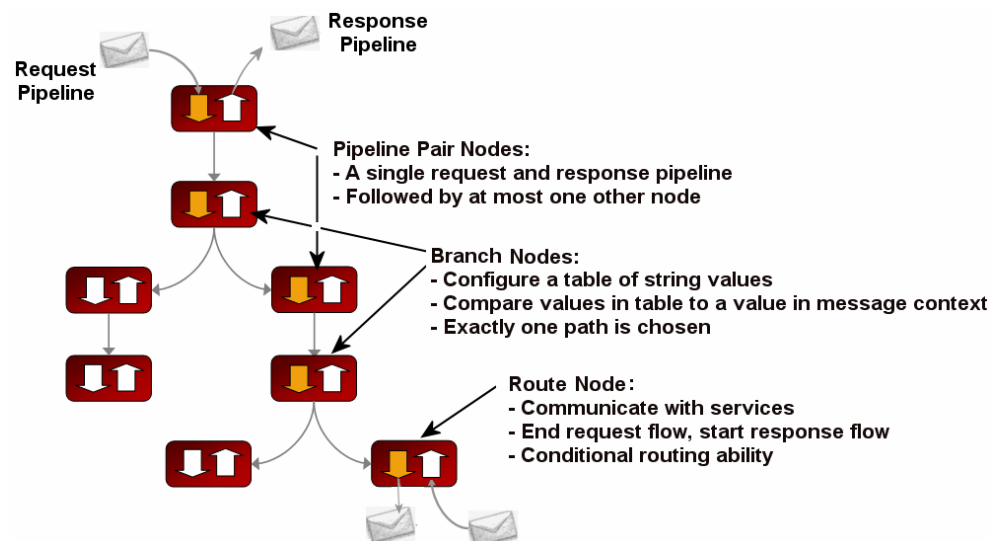 Response
Pipeline
Request
Pipeline
Pipeline Pair Nodes:
- A single request and response pipeline
- Followed by at most one other node
Branch Nodes:
- Configure a table of string values
- Compare values in table to a value in message context
- Exactly one path is chosen
Route Node:
- Communicate with services
- End request flow, start response flow
- Conditional routing ability